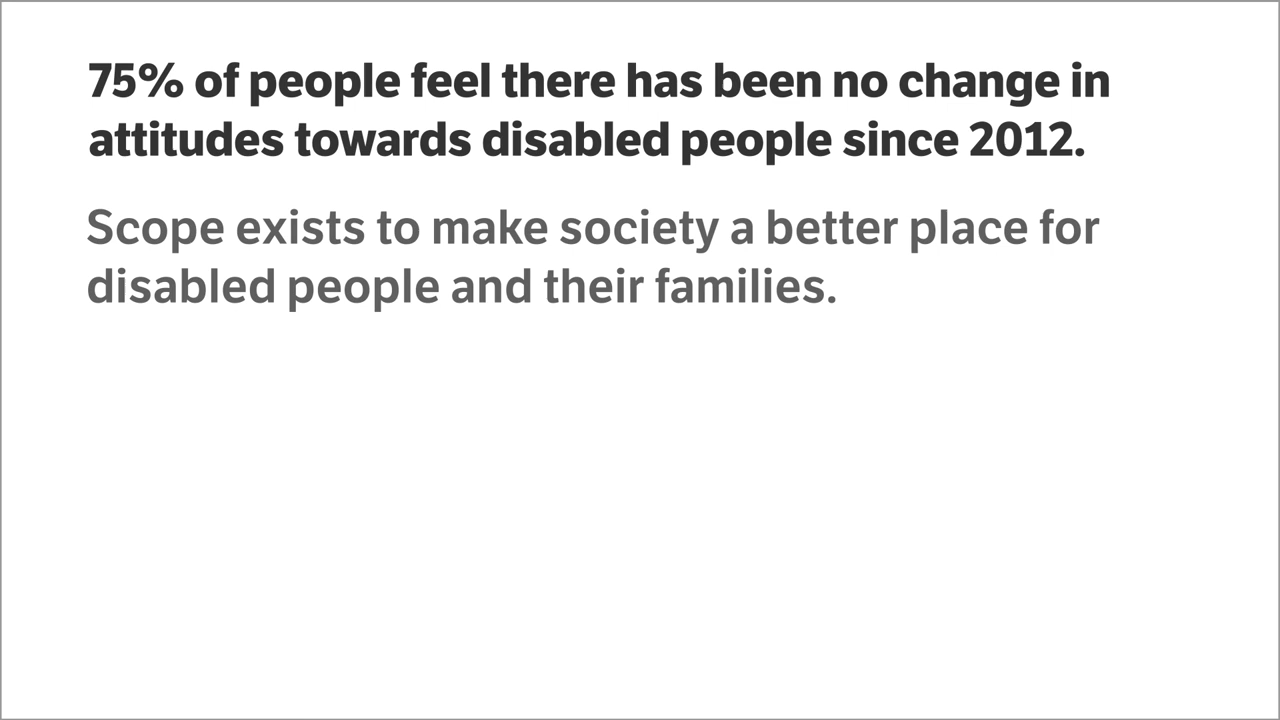 75% of people feel there has been no change in
attitudes towards disabled people since 2012.
Scope exists to make society a better place for
disabled people and their families.